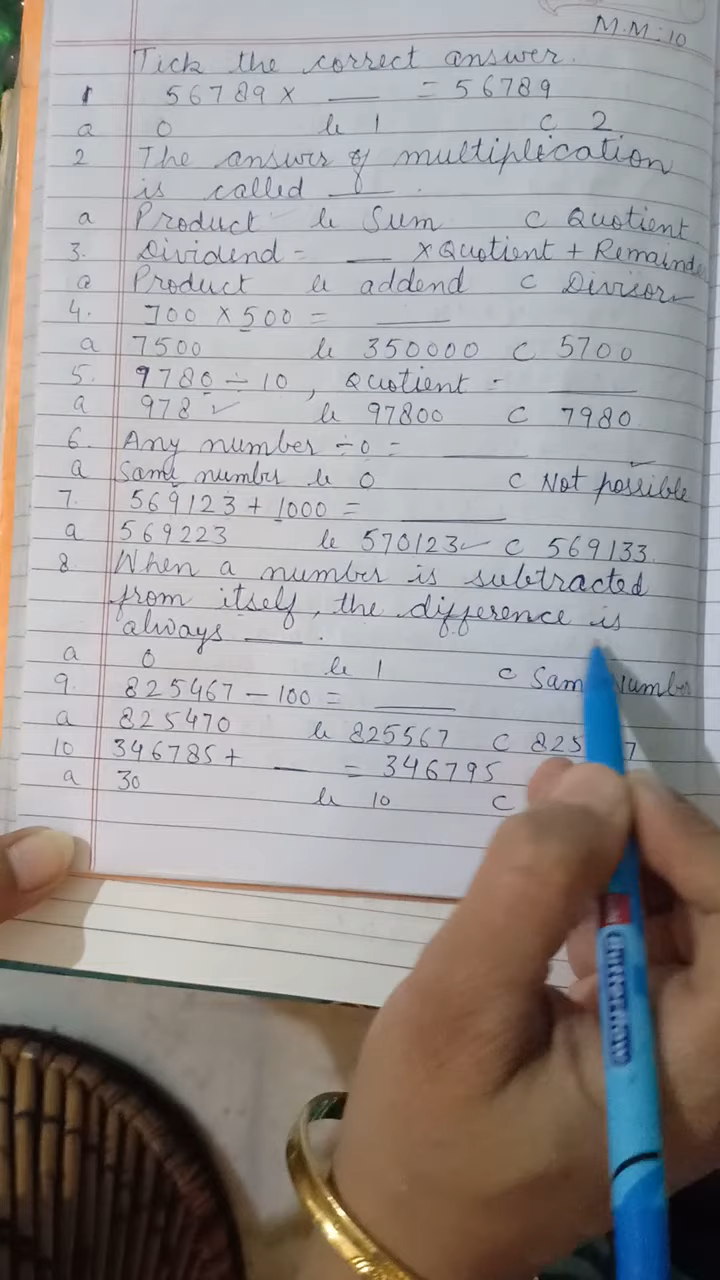 M.M:10
Tick the correct answer.
1 56789 × ___ = 56789
a 0 b 1 c 2
2 The answer of multiplication
is called ___.
a Product b Sum c Quotient
3. Dividend = ___ × Quotient + Remainde
a Product b addend c Divisor ✓
4. 700 × 500 = ___
a 7500 b 350000 c 5700
5. 9780 ÷ 10, Quotient = ___
a 978 ✓ b 97800 c 7980
6. Any number ÷ 0 = ___
a Same number b 0 c Not possible ✓
7. 569123 + 1000 = ___
a 569223 b 570123 ✓ c 569133
8 When a number is subtracted
from itself, the difference is
always ___.
a 0 b 1 c Sam number
9. 825467 – 100 = ___
a 825470 b 825567 c 825 7
10 346785 + ___ = 346795
a 30 b 10 c